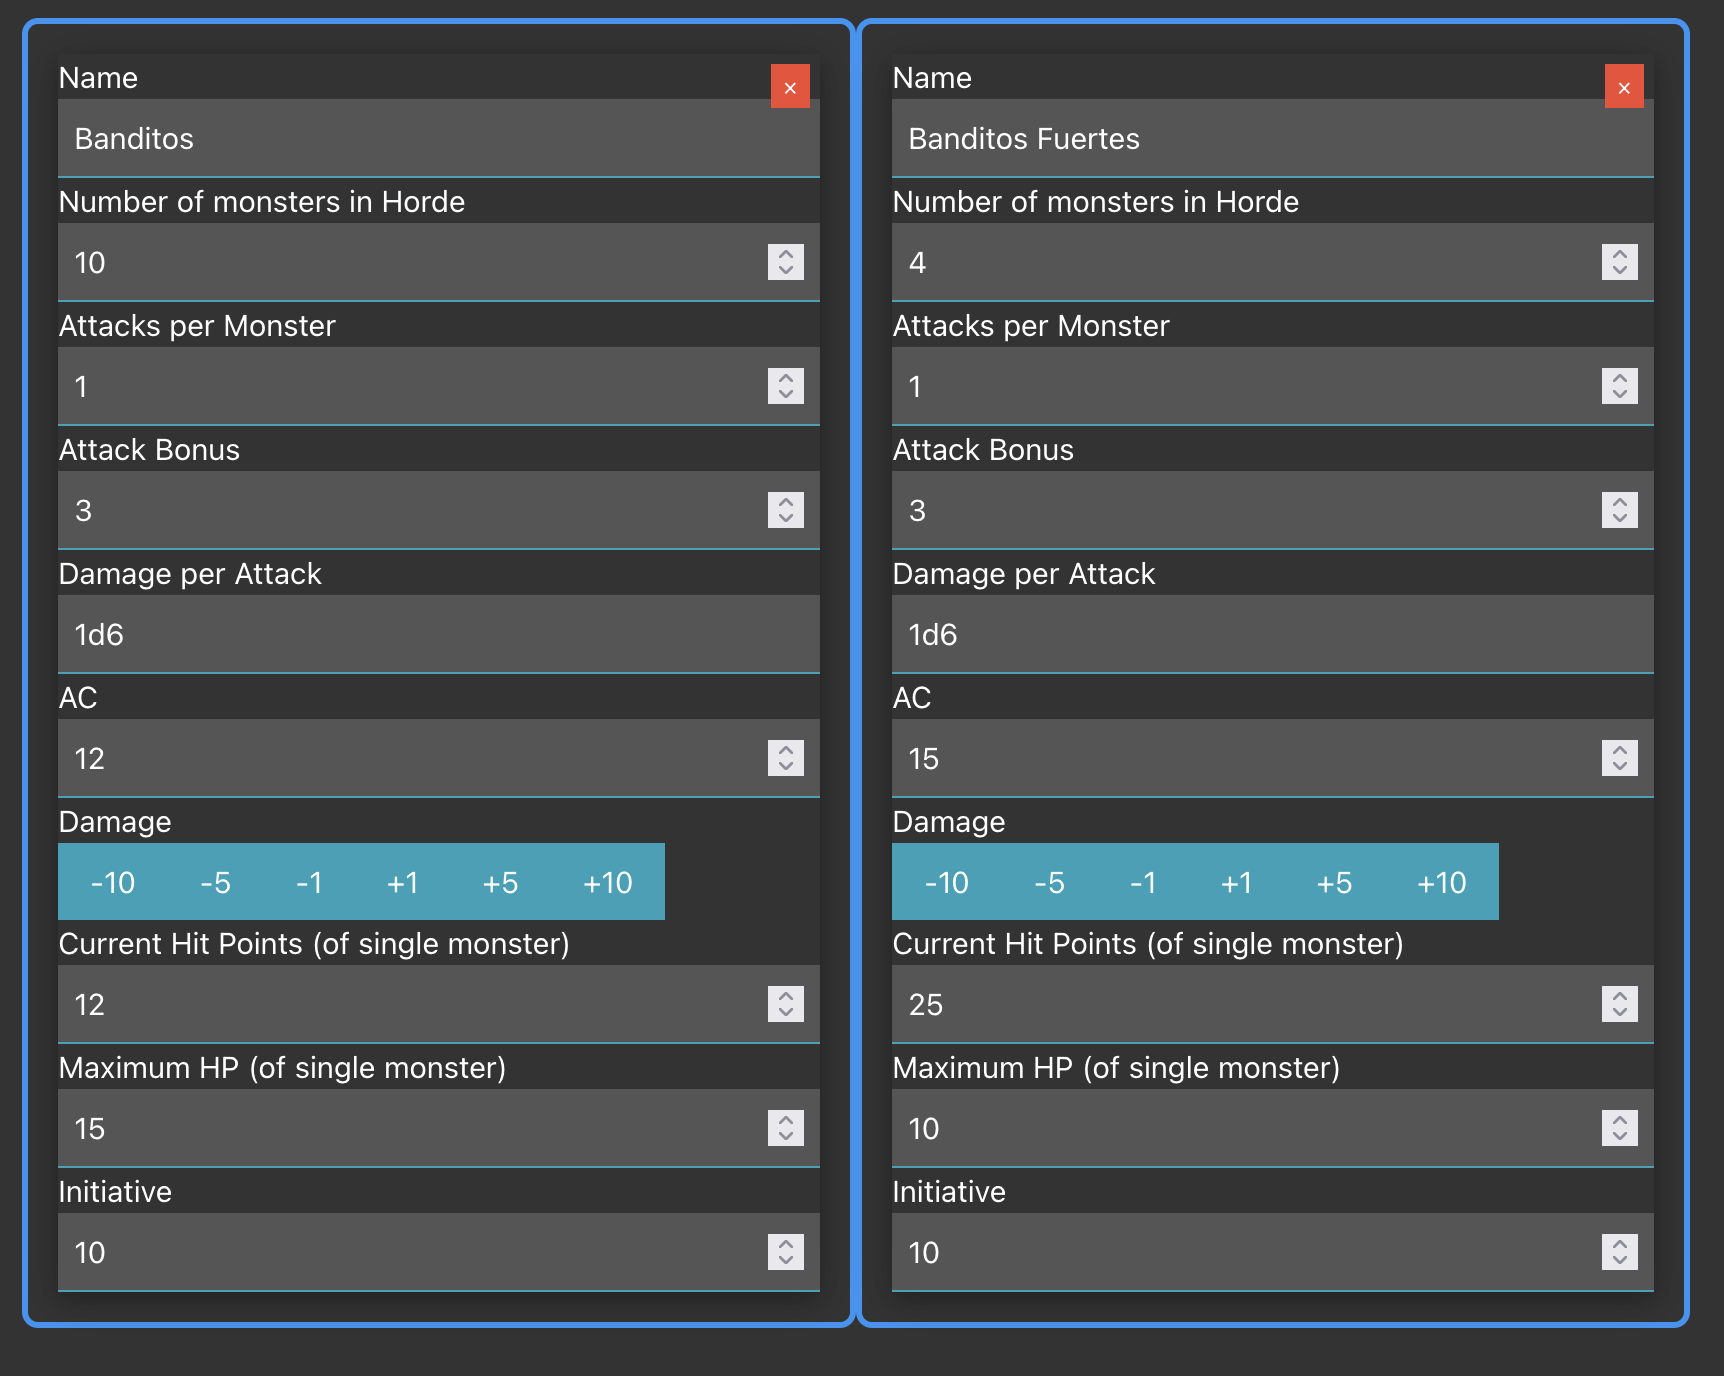 Name
×
Banditos
Number of monsters in Horde
10
Attacks per Monster
1
Attack Bonus
3
Damage per Attack
1d6
AC
12
Damage
-10 -5 -1 +1 +5 +10
Current Hit Points (of single monster)
12
Maximum HP (of single monster)
15
Initiative
10
Name
×
Banditos Fuertes
Number of monsters in Horde
4
Attacks per Monster
1
Attack Bonus
3
Damage per Attack
1d6
AC
15
Damage
-10 -5 -1 +1 +5 +10
Current Hit Points (of single monster)
25
Maximum HP (of single monster)
10
Initiative
10